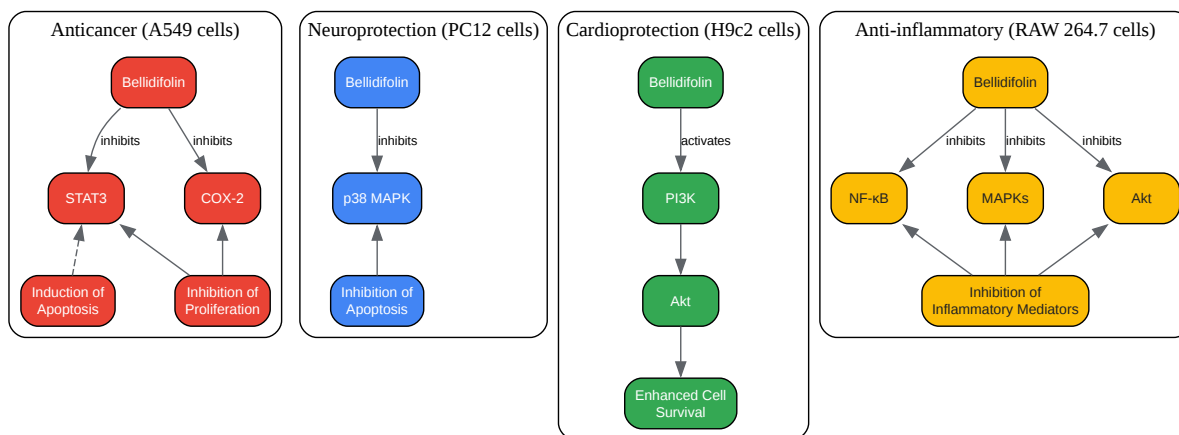 Anticancer (A549 cells)
Bellidifolin
inhibits
inhibits
STAT3
COX-2
Induction of
Apoptosis
Inhibition of
Proliferation
Neuroprotection (PC12 cells)
Bellidifolin
inhibits
p38 MAPK
Inhibition of
Apoptosis
Cardioprotection (H9c2 cells)
Bellidifolin
activates
PI3K
Akt
Enhanced Cell
Survival
Anti-inflammatory (RAW 264.7 cells)
Bellidifolin
inhibits
inhibits
inhibits
NF-κB
MAPKs
Akt
Inhibition of
Inflammatory Mediators